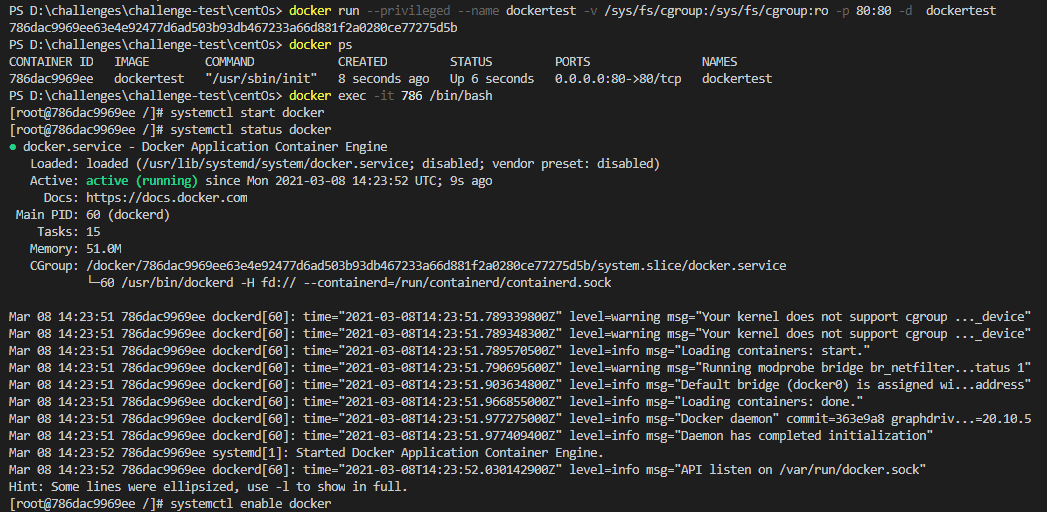 PS D:\challenges\challenge-test\centOs> docker run --privileged --name dockertest -v /sys/fs/cgroup:/sys/fs/cgroup:ro -p 80:80 -d  dockertest
786dac9969ee63e4e92477d6ad503b93db467233a66d881f2a0280ce77275d5b
PS D:\challenges\challenge-test\centOs> docker ps
CONTAINER ID   IMAGE        COMMAND            CREATED         STATUS         PORTS                NAMES
786dac9969ee   dockertest   "/usr/sbin/init"   8 seconds ago   Up 6 seconds   0.0.0.0:80->80/tcp   dockertest
PS D:\challenges\challenge-test\centOs> docker exec -it 786 /bin/bash
[root@786dac9969ee /]# systemctl start docker
[root@786dac9969ee /]# systemctl status docker
● docker.service - Docker Application Container Engine
   Loaded: loaded (/usr/lib/systemd/system/docker.service; disabled; vendor preset: disabled)
   Active: active (running) since Mon 2021-03-08 14:23:52 UTC; 9s ago
     Docs: https://docs.docker.com
 Main PID: 60 (dockerd)
    Tasks: 15
   Memory: 51.0M
   CGroup: /docker/786dac9969ee63e4e92477d6ad503b93db467233a66d881f2a0280ce77275d5b/system.slice/docker.service
           └─60 /usr/bin/dockerd -H fd:// --containerd=/run/containerd/containerd.sock

Mar 08 14:23:51 786dac9969ee dockerd[60]: time="2021-03-08T14:23:51.789339800Z" level=warning msg="Your kernel does not support cgroup ..._device"
Mar 08 14:23:51 786dac9969ee dockerd[60]: time="2021-03-08T14:23:51.789348300Z" level=warning msg="Your kernel does not support cgroup ..._device"
Mar 08 14:23:51 786dac9969ee dockerd[60]: time="2021-03-08T14:23:51.789570500Z" level=info msg="Loading containers: start."
Mar 08 14:23:51 786dac9969ee dockerd[60]: time="2021-03-08T14:23:51.790695600Z" level=warning msg="Running modprobe bridge br_netfilter...tatus 1"
Mar 08 14:23:51 786dac9969ee dockerd[60]: time="2021-03-08T14:23:51.903634800Z" level=info msg="Default bridge (docker0) is assigned wi...address"
Mar 08 14:23:51 786dac9969ee dockerd[60]: time="2021-03-08T14:23:51.966855000Z" level=info msg="Loading containers: done."
Mar 08 14:23:51 786dac9969ee dockerd[60]: time="2021-03-08T14:23:51.977275000Z" level=info msg="Docker daemon" commit=363e9a8 graphdriv...=20.10.5
Mar 08 14:23:51 786dac9969ee dockerd[60]: time="2021-03-08T14:23:51.977409400Z" level=info msg="Daemon has completed initialization"
Mar 08 14:23:52 786dac9969ee systemd[1]: Started Docker Application Container Engine.
Mar 08 14:23:52 786dac9969ee dockerd[60]: time="2021-03-08T14:23:52.030142900Z" level=info msg="API listen on /var/run/docker.sock"
Hint: Some lines were ellipsized, use -l to show in full.
[root@786dac9969ee /]# systemctl enable docker